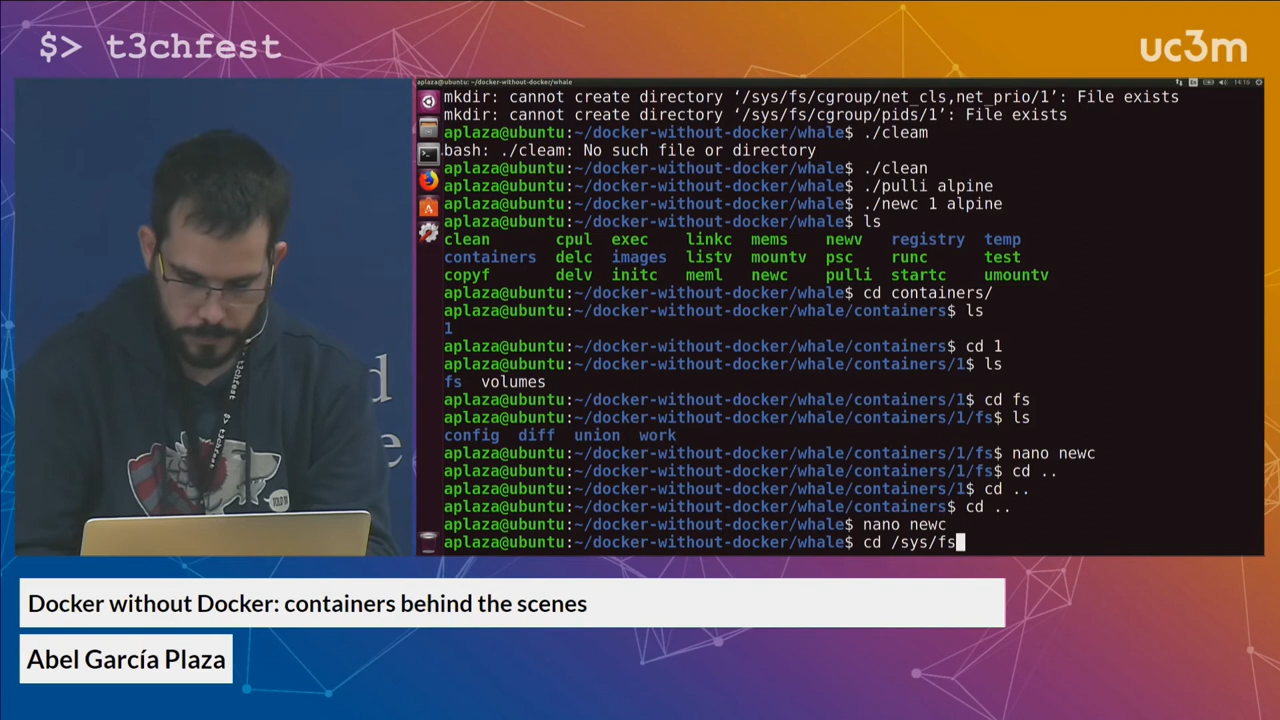 $> t3chfest
uc3m
aplaza@ubuntu: ~/docker-without-docker/whale
14:16
mkdir: cannot create directory ‘/sys/fs/cgroup/net_cls,net_prio/1’: File exists
mkdir: cannot create directory ‘/sys/fs/cgroup/pids/1’: File exists
aplaza@ubuntu:~/docker-without-docker/whale$ ./cleam
bash: ./cleam: No such file or directory
aplaza@ubuntu:~/docker-without-docker/whale$ ./clean
aplaza@ubuntu:~/docker-without-docker/whale$ ./pulli alpine
aplaza@ubuntu:~/docker-without-docker/whale$ ./newc 1 alpine
aplaza@ubuntu:~/docker-without-docker/whale$ ls
clean cpul exec linkc mems newv registry temp
containers delc images listv mountv psc runc test
copyf delv initc meml newc pulli startc umountv
aplaza@ubuntu:~/docker-without-docker/whale$ cd containers/
aplaza@ubuntu:~/docker-without-docker/whale/containers$ ls
1
aplaza@ubuntu:~/docker-without-docker/whale/containers$ cd 1
aplaza@ubuntu:~/docker-without-docker/whale/containers/1$ ls
fs volumes
aplaza@ubuntu:~/docker-without-docker/whale/containers/1$ cd fs
aplaza@ubuntu:~/docker-without-docker/whale/containers/1/fs$ ls
config diff union work
aplaza@ubuntu:~/docker-without-docker/whale/containers/1/fs$ nano newc
aplaza@ubuntu:~/docker-without-docker/whale/containers/1/fs$ cd ..
aplaza@ubuntu:~/docker-without-docker/whale/containers/1$ cd ..
aplaza@ubuntu:~/docker-without-docker/whale/containers$ cd ..
aplaza@ubuntu:~/docker-without-docker/whale$ nano newc
aplaza@ubuntu:~/docker-without-docker/whale$ cd /sys/fs
$> t3chfest
Docker without Docker: containers behind the scenes
Abel García Plaza